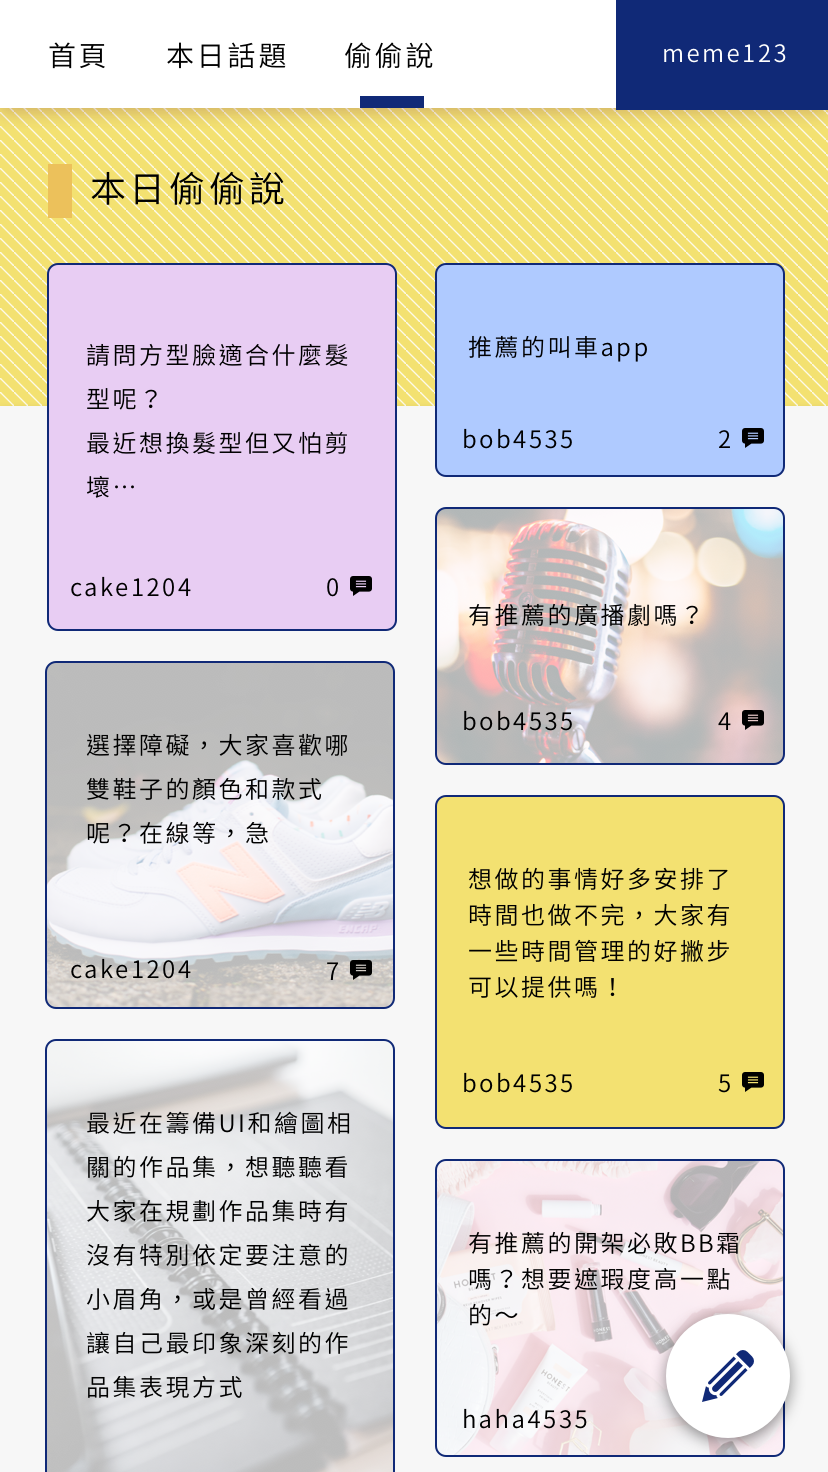 首頁
本日話題
偷偷說
meme123
本日偷偷說
請問方型臉適合什麼髮
型呢？
最近想換髮型但又怕剪
壞⋯
cake1204
0
推薦的叫車app
bob4535
2
有推薦的廣播劇嗎？
bob4535
4
選擇障礙，大家喜歡哪
雙鞋子的顏色和款式
呢？在線等，急
N
cake1204
7
想做的事情好多安排了
時間也做不完，大家有
一些時間管理的好撇步
可以提供嗎！
bob4535
5
最近在籌備UI和繪圖相
關的作品集，想聽聽看
大家在規劃作品集時有
沒有特別依定要注意的
小眉角，或是曾經看過
讓自己最印象深刻的作
品集表現方式
有推薦的開架必敗BB霜
嗎？想要遮瑕度高一點
的～
haha4535